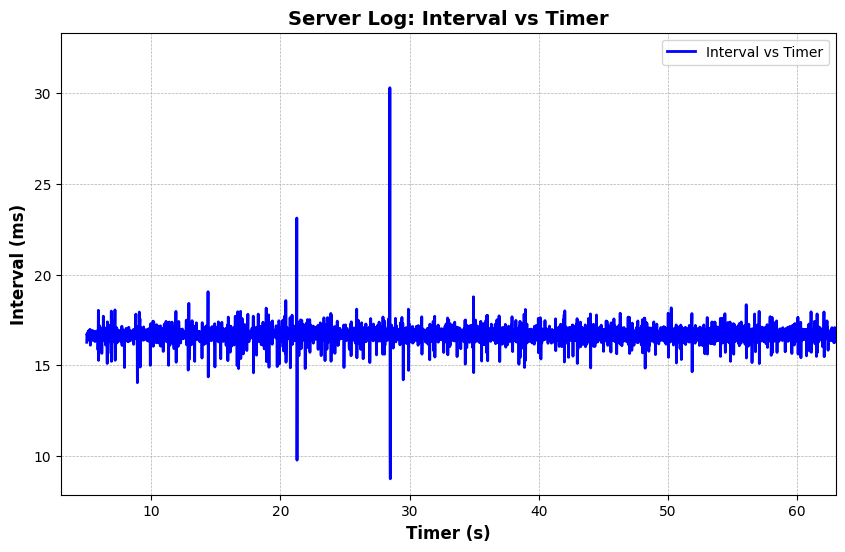 Server Log: Interval vs Timer
Interval vs Timer
30
25
20
15
10
Interval (ms)
10 20 30 40 50 60
Timer (s)